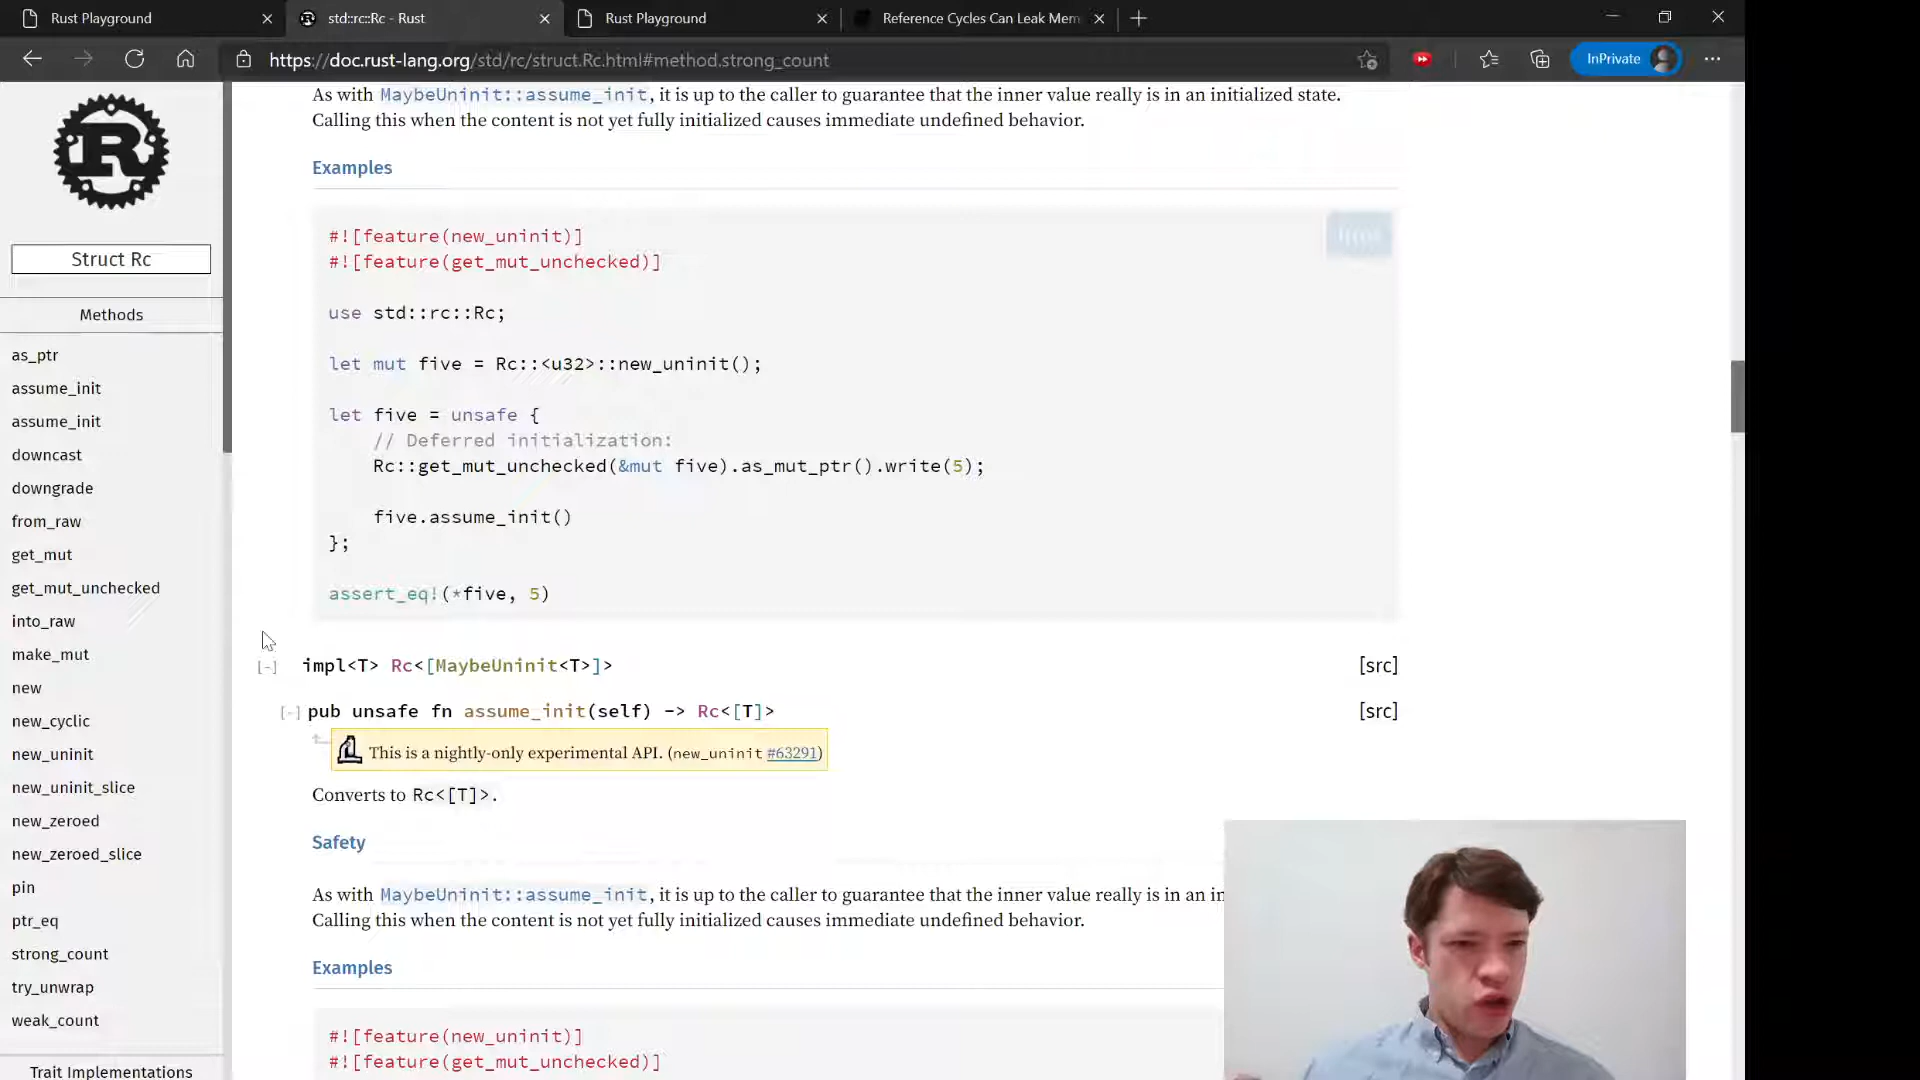 Rust Playground
std::rc::Rc - Rust
Rust Playground
Reference Cycles Can Leak Mem
https://doc.rust-lang.org/std/rc/struct.Rc.html#method.strong_count
InPrivate
Struct Rc
Methods
as_ptr
assume_init
assume_init
downcast
downgrade
from_raw
get_mut
get_mut_unchecked
into_raw
make_mut
new
new_cyclic
new_uninit
new_uninit_slice
new_zeroed
new_zeroed_slice
pin
ptr_eq
strong_count
try_unwrap
weak_count
Trait Implementations
As with MaybeUninit::assume_init, it is up to the caller to guarantee that the inner value really is in an initialized state.
Calling this when the content is not yet fully initialized causes immediate undefined behavior.
Examples
#![feature(new_uninit)]
#![feature(get_mut_unchecked)]
use std::rc::Rc;
let mut five = Rc::<u32>::new_uninit();
let five = unsafe {
// Deferred initialization:
Rc::get_mut_unchecked(&mut five).as_mut_ptr().write(5);
five.assume_init()
};
assert_eq!(*five, 5)
[-] impl<T> Rc<[MaybeUninit<T>]> [src]
[-] pub unsafe fn assume_init(self) -> Rc<[T]> [src]
This is a nightly-only experimental API. (new_uninit #63291)
Converts to Rc<[T]>.
Safety
As with MaybeUninit::assume_init, it is up to the caller to guarantee that the inner value really is in an in
Calling this when the content is not yet fully initialized causes immediate undefined behavior.
Examples
#![feature(new_uninit)]
#![feature(get_mut_unchecked)]